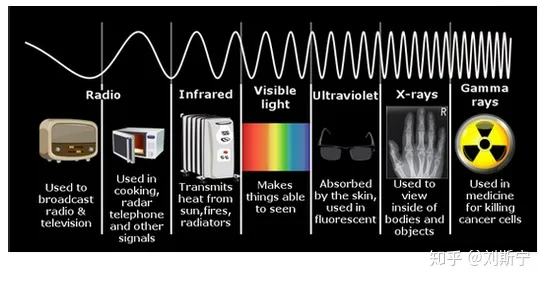 Radio
Infrared
Visible
light
Ultraviolet
X-rays
Gamma
rays
R
Used to
broadcast
radio &
television
Used in
cooking,
radar
telephone
and other
signals
Transmits
heat from
sun,fires,
radiators
Makes
things able
to seen
Absorbed
by the skin,
used in
fluorescent
Used to
view
inside of
bodies and
objects
Used in
medicine
for killing
cancer cells
知乎 @刘斯宁